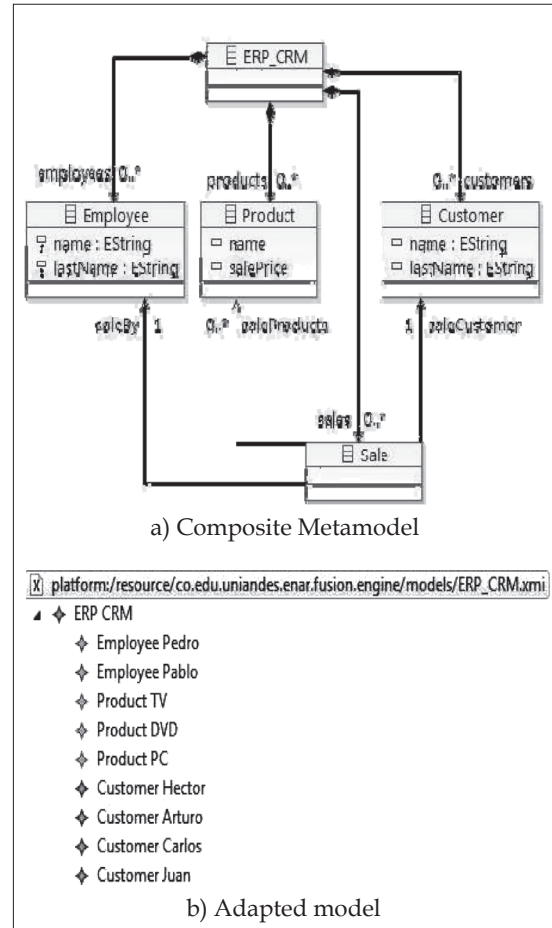 ERP_CRM
employees 0..*
products 0..*
0..* customers
Employee
name : EString
lastName : EString
Product
name
salePrice
Customer
name : EString
lastName : EString
saleBy 1
0..* saleProducts
1 saleCustomer
sales 0..*
Sale
a) Composite Metamodel
platform:/resource/co.edu.uniandes.enar.fusion.engine/models/ERP_CRM.xmi
ERP CRM
Employee Pedro
Employee Pablo
Product TV
Product DVD
Product PC
Customer Hector
Customer Arturo
Customer Carlos
Customer Juan
b) Adapted model